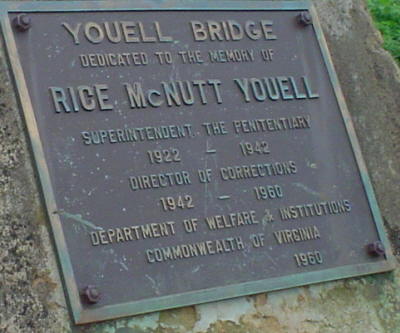 YOUELL BRIDGE
DEDICATED TO THE MEMORY OF
RICE McNUTT YOUELL
SUPERINTENDENT THE PENITENTIARY
1922 — 1942
DIRECTOR OF CORRECTIONS
1942 — 1960
DEPARTMENT OF WELFARE & INSTITUTIONS
COMMONWEALTH OF VIRGINIA
1960